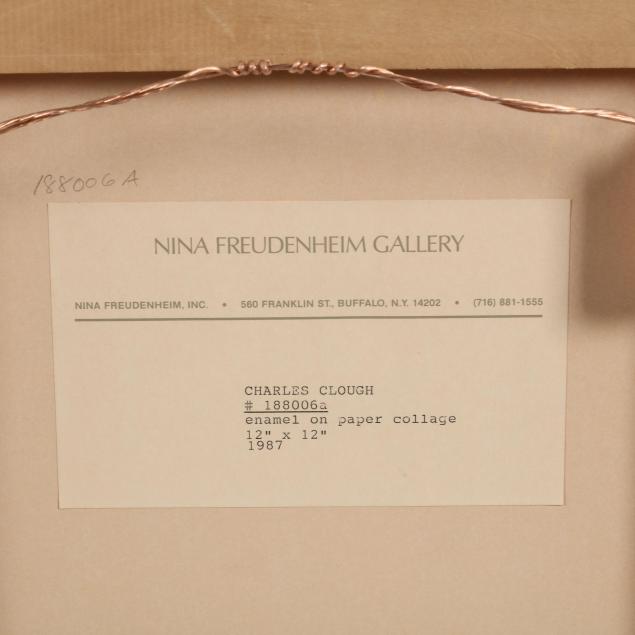 188006A
NINA FREUDENHEIM GALLERY
NINA FREUDENHEIM, INC. • 560 FRANKLIN ST., BUFFALO, N.Y. 14202 • (716) 881-1555
CHARLES CLOUGH
# 188006a
enamel on paper collage
12" x 12"
1987